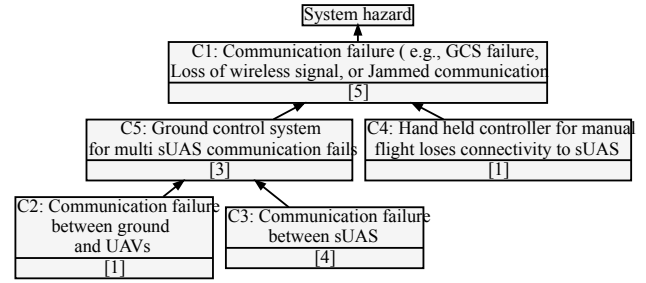 System hazard
C1: Communication failure ( e.g., GCS failure,
Loss of wireless signal, or Jammed communication
[5]
C5: Ground control system
for multi sUAS communication fails
[3]
C4: Hand held controller for manual
flight loses connectivity to sUAS
[1]
C2: Communication failure
between ground
and UAVs
[1]
C3: Communication failure
between sUAS
[4]